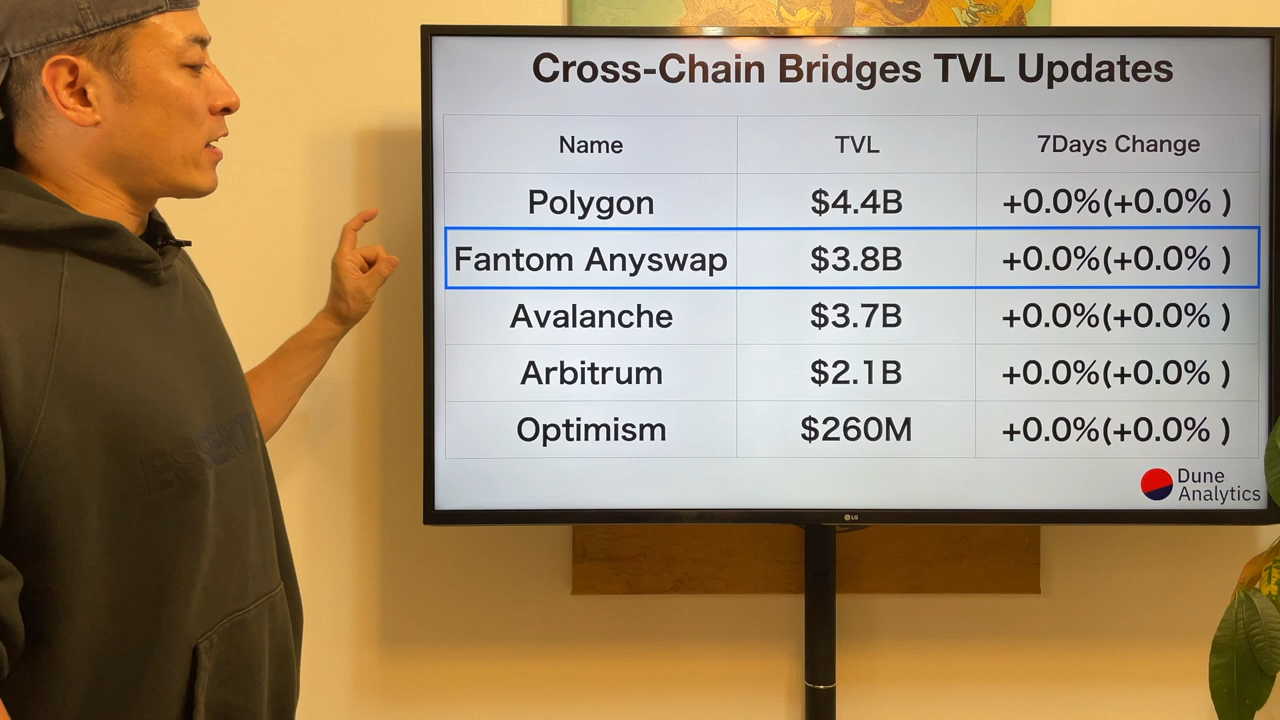 Cross-Chain Bridges TVL Updates
Name TVL 7Days Change
Polygon $4.4B +0.0%(+0.0% )
Fantom Anyswap $3.8B +0.0%(+0.0% )
Avalanche $3.7B +0.0%(+0.0% )
Arbitrum $2.1B +0.0%(+0.0% )
Optimism $260M +0.0%(+0.0% )
Dune
Analytics
LG